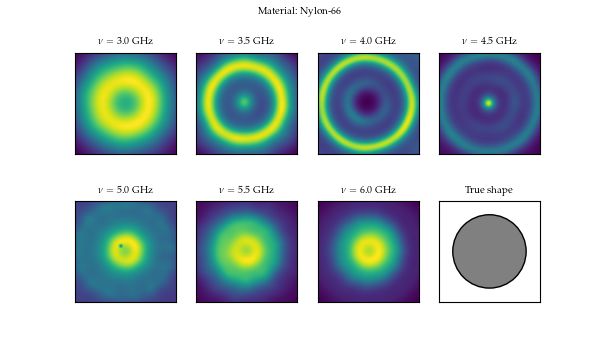 Material: Nylon-66
ν = 3.0 GHz
ν = 3.5 GHz
ν = 4.0 GHz
ν = 4.5 GHz
ν = 5.0 GHz
ν = 5.5 GHz
ν = 6.0 GHz
True shape